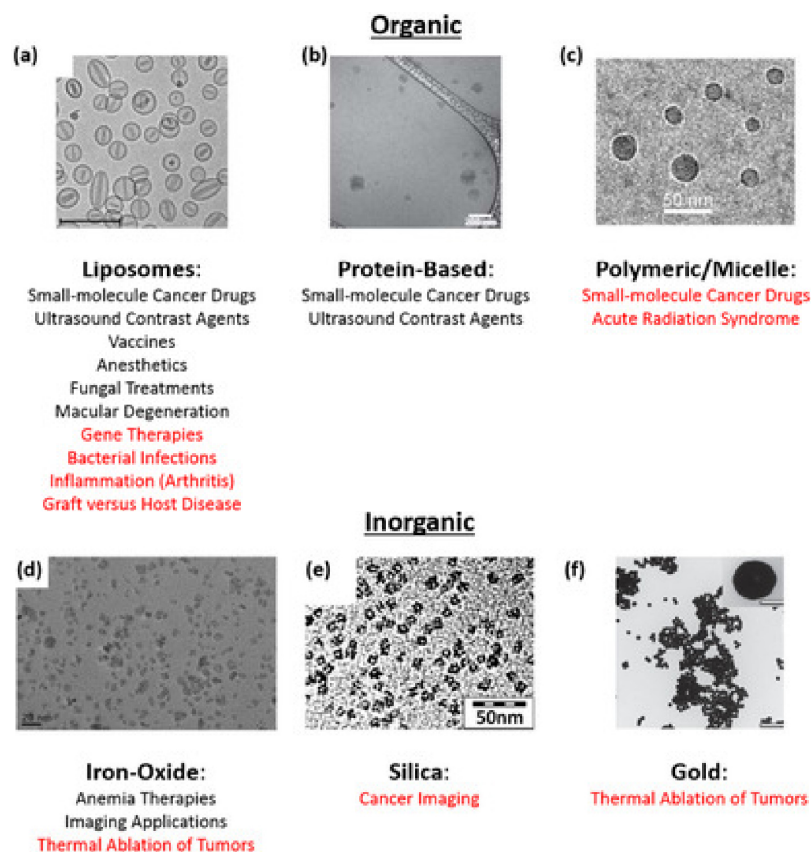 Organic
(a)
(b)
(c)
50 nm
Liposomes:
Small-molecule Cancer Drugs
Ultrasound Contrast Agents
Vaccines
Anesthetics
Fungal Treatments
Macular Degeneration
Gene Therapies
Bacterial Infections
Inflammation (Arthritis)
Graft versus Host Disease
Protein-Based:
Small-molecule Cancer Drugs
Ultrasound Contrast Agents
Polymeric/Micelle:
Small-molecule Cancer Drugs
Acute Radiation Syndrome
Inorganic
(d)
(e)
(f)
50nm
Iron-Oxide:
Anemia Therapies
Imaging Applications
Thermal Ablation of Tumors
Silica:
Cancer Imaging
Gold:
Thermal Ablation of Tumors